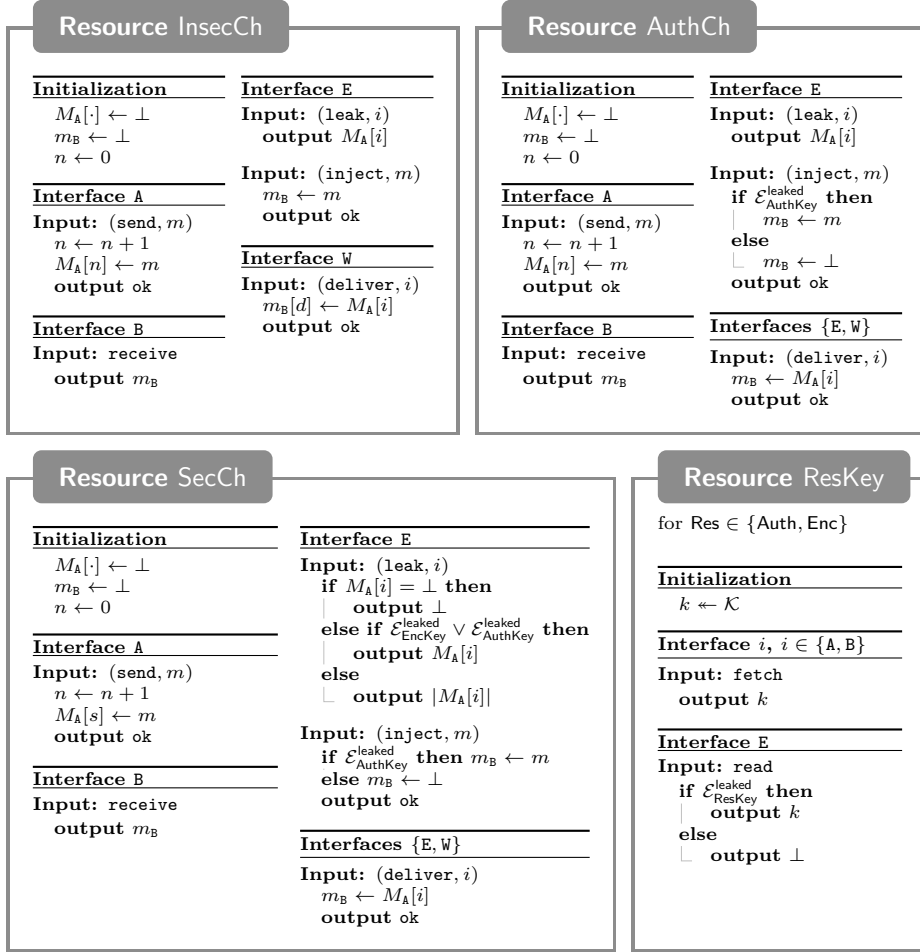 Resource InsecCh
Initialization
M_A[·] ← ⊥
m_B ← ⊥
n ← 0
Interface A
Input: (send, m)
n ← n + 1
M_A[n] ← m
output ok
Interface B
Input: receive
output m_B
Interface E
Input: (leak, i)
output M_A[i]
Input: (inject, m)
m_B ← m
output ok
Interface W
Input: (deliver, i)
m_B[d] ← M_A[i]
output ok
Resource AuthCh
Initialization
M_A[·] ← ⊥
m_B ← ⊥
n ← 0
Interface A
Input: (send, m)
n ← n + 1
M_A[n] ← m
output ok
Interface B
Input: receive
output m_B
Interface E
Input: (leak, i)
output M_A[i]
Input: (inject, m)
if ℰ^leaked_AuthKey then
m_B ← m
else
m_B ← ⊥
output ok
Interfaces {E, W}
Input: (deliver, i)
m_B ← M_A[i]
output ok
Resource SecCh
Initialization
M_A[·] ← ⊥
m_B ← ⊥
n ← 0
Interface A
Input: (send, m)
n ← n + 1
M_A[s] ← m
output ok
Interface B
Input: receive
output m_B
Interface E
Input: (leak, i)
if M_A[i] = ⊥ then
output ⊥
else if ℰ^leaked_EncKey ∨ ℰ^leaked_AuthKey then
output M_A[i]
else
output |M_A[i]|
Input: (inject, m)
if ℰ^leaked_AuthKey then m_B ← m
else m_B ← ⊥
output ok
Interfaces {E, W}
Input: (deliver, i)
m_B ← M_A[i]
output ok
Resource ResKey
for Res ∈ {Auth, Enc}
Initialization
k ↞ 𝒦
Interface i, i ∈ {A, B}
Input: fetch
output k
Interface E
Input: read
if ℰ^leaked_ResKey then
output k
else
output ⊥